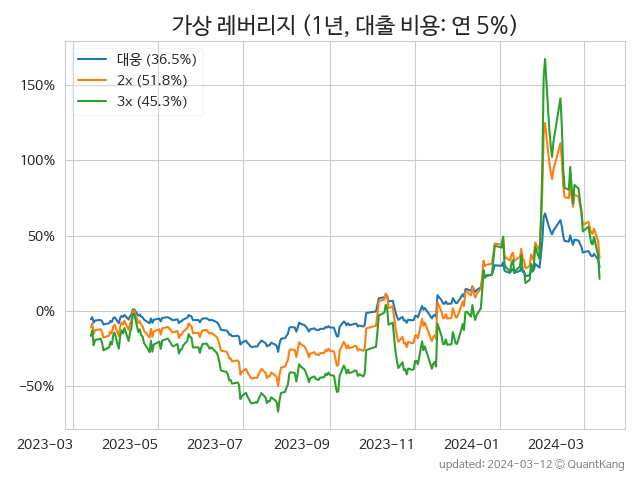 가상 레버리지 (1년, 대출 비용: 연 5%)
대웅 (36.5%)
2x (51.8%)
3x (45.3%)
150%
100%
50%
0%
−50%
2023-03 2023-05 2023-07 2023-09 2023-11 2024-01 2024-03
updated: 2024-03-12 © QuantKang